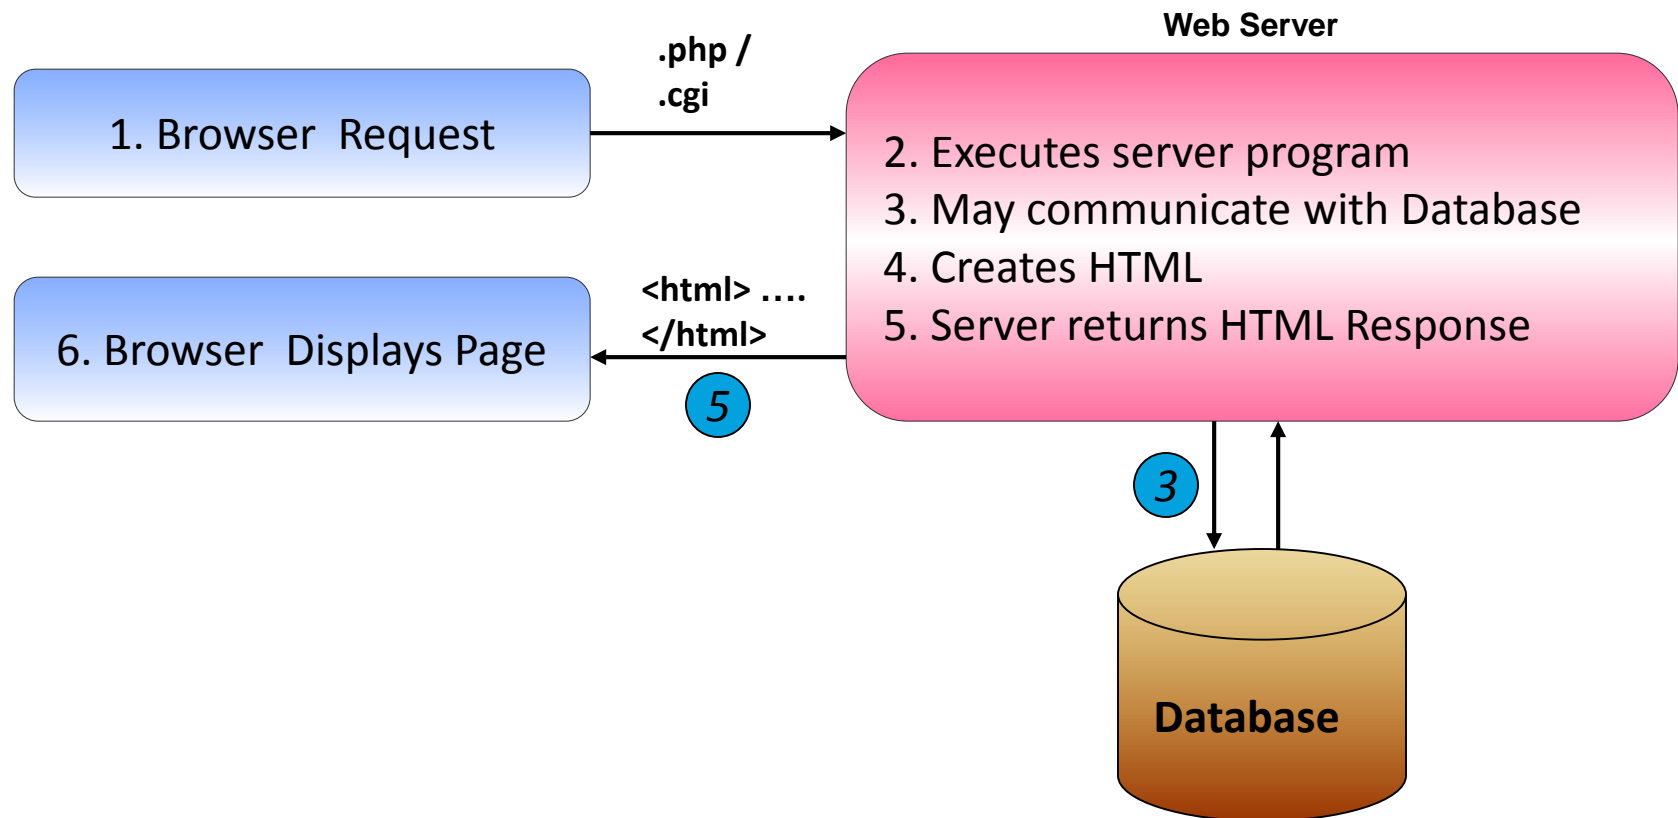 Web Server
.php /
.cgi
1. Browser  Request
2. Executes server program
3. May communicate with Database
4. Creates HTML
5. Server returns HTML Response
<html> ....
</html>
6. Browser  Displays Page
5
3
Database